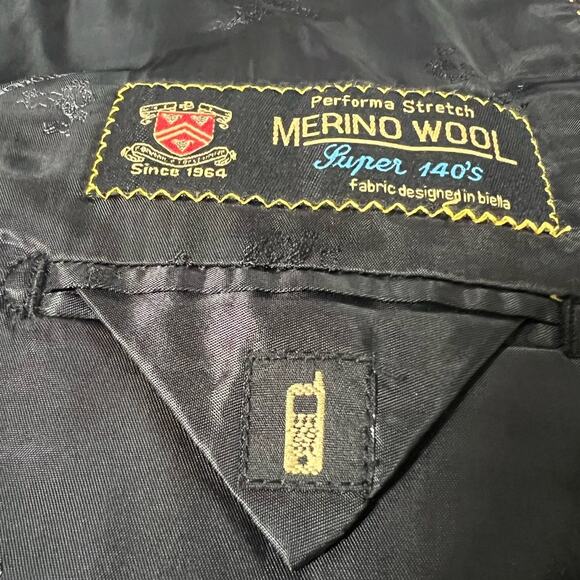 Performa Stretch
MERINO WOOL
Super 140's
fabric designed in biella
Since 1964